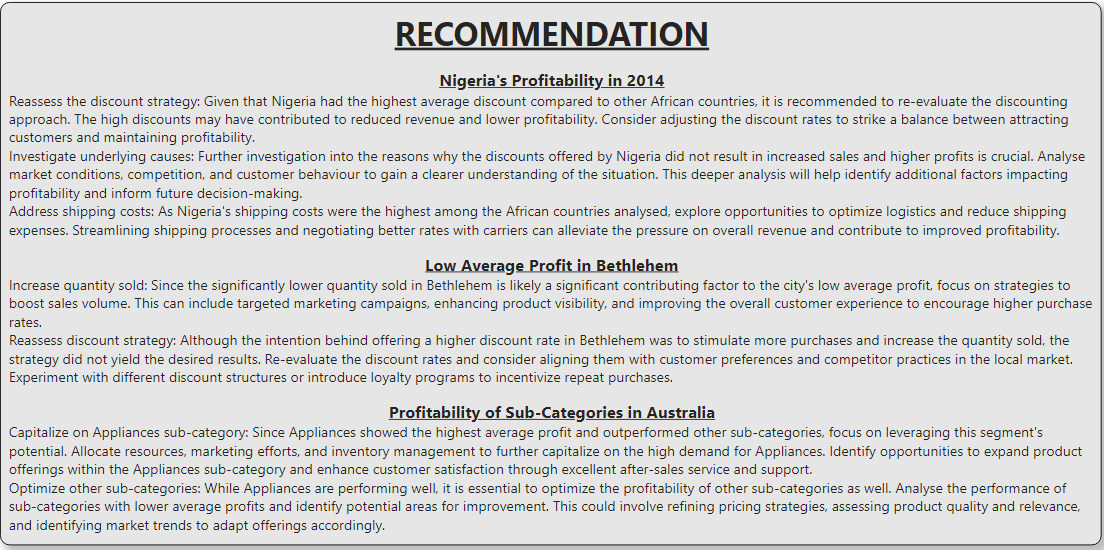 RECOMMENDATION
Nigeria's Profitability in 2014
Reassess the discount strategy: Given that Nigeria had the highest average discount compared to other African countries, it is recommended to re-evaluate the discounting
approach. The high discounts may have contributed to reduced revenue and lower profitability. Consider adjusting the discount rates to strike a balance between attracting
customers and maintaining profitability.
Investigate underlying causes: Further investigation into the reasons why the discounts offered by Nigeria did not result in increased sales and higher profits is crucial. Analyse
market conditions, competition, and customer behaviour to gain a clearer understanding of the situation. This deeper analysis will help identify additional factors impacting
profitability and inform future decision-making.
Address shipping costs: As Nigeria's shipping costs were the highest among the African countries analysed, explore opportunities to optimize logistics and reduce shipping
expenses. Streamlining shipping processes and negotiating better rates with carriers can alleviate the pressure on overall revenue and contribute to improved profitability.
Low Average Profit in Bethlehem
Increase quantity sold: Since the significantly lower quantity sold in Bethlehem is likely a significant contributing factor to the city's low average profit, focus on strategies to
boost sales volume. This can include targeted marketing campaigns, enhancing product visibility, and improving the overall customer experience to encourage higher purchase
rates.
Reassess discount strategy: Although the intention behind offering a higher discount rate in Bethlehem was to stimulate more purchases and increase the quantity sold, the
strategy did not yield the desired results. Re-evaluate the discount rates and consider aligning them with customer preferences and competitor practices in the local market.
Experiment with different discount structures or introduce loyalty programs to incentivize repeat purchases.
Profitability of Sub-Categories in Australia
Capitalize on Appliances sub-category: Since Appliances showed the highest average profit and outperformed other sub-categories, focus on leveraging this segment's
potential. Allocate resources, marketing efforts, and inventory management to further capitalize on the high demand for Appliances. Identify opportunities to expand product
offerings within the Appliances sub-category and enhance customer satisfaction through excellent after-sales service and support.
Optimize other sub-categories: While Appliances are performing well, it is essential to optimize the profitability of other sub-categories as well. Analyse the performance of
sub-categories with lower average profits and identify potential areas for improvement. This could involve refining pricing strategies, assessing product quality and relevance,
and identifying market trends to adapt offerings accordingly.